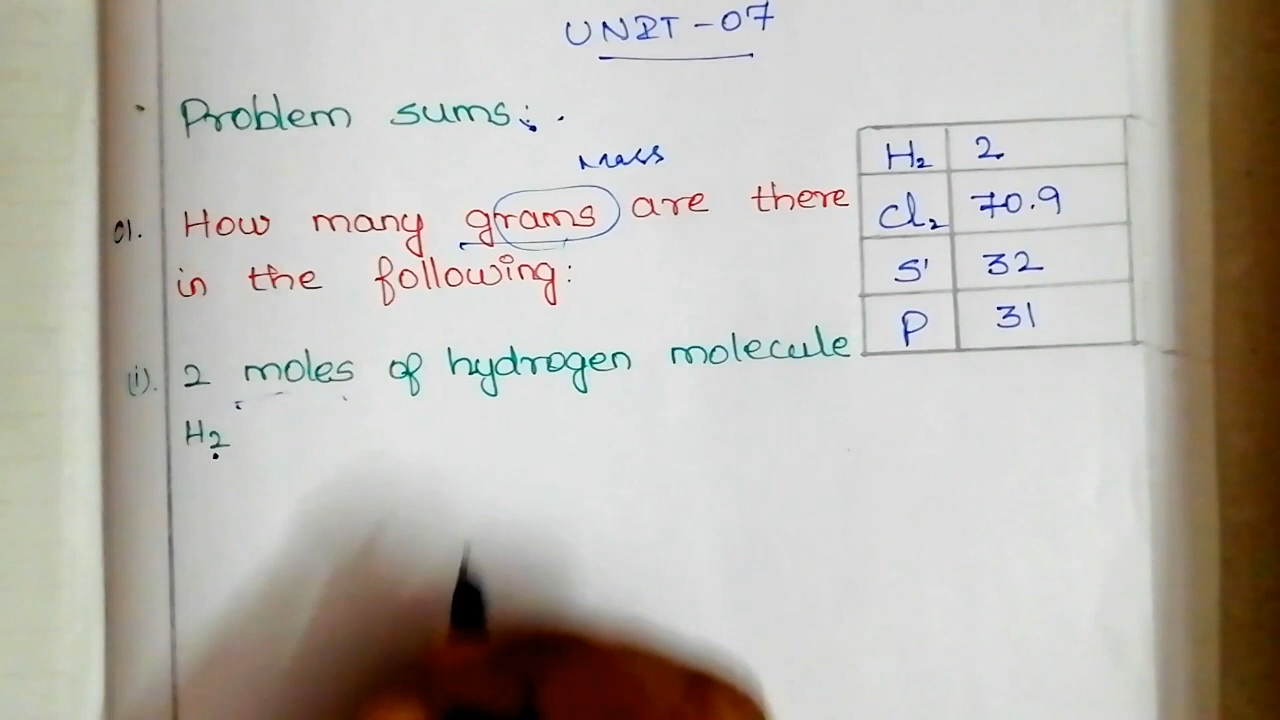 UNIT-07
Problem sums:.
Mass
01. How many grams are there
in the following:
(i). 2 moles of hydrogen molecule
H₂
H₂ 2
Cl₂ 70.9
S 32
P 31